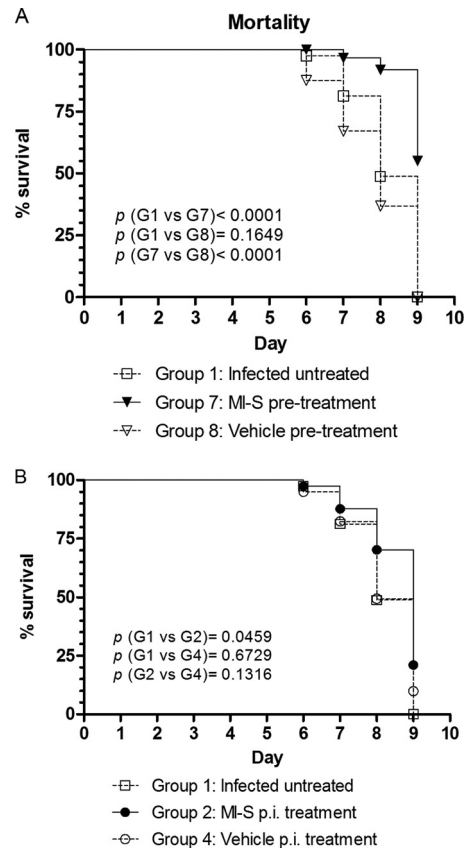 A
Mortality
% survival
100
75
50
25
0
p (G1 vs G7)< 0.0001
p (G1 vs G8)= 0.1649
p (G7 vs G8)< 0.0001
0 1 2 3 4 5 6 7 8 9 10
Day
Group 1: Infected untreated
Group 7: MI-S pre-treatment
Group 8: Vehicle pre-treatment
B
% survival
100
75
50
25
0
p (G1 vs G2)= 0.0459
p (G1 vs G4)= 0.6729
p (G2 vs G4)= 0.1316
0 1 2 3 4 5 6 7 8 9 10
Day
Group 1: Infected untreated
Group 2: MI-S p.i. treatment
Group 4: Vehicle p.i. treatment